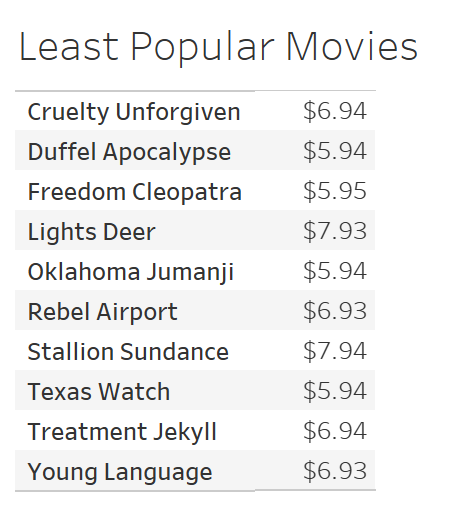 Least Popular Movies
Cruelty Unforgiven $6.94
Duffel Apocalypse $5.94
Freedom Cleopatra $5.95
Lights Deer $7.93
Oklahoma Jumanji $5.94
Rebel Airport $6.93
Stallion Sundance $7.94
Texas Watch $5.94
Treatment Jekyll $6.94
Young Language $6.93